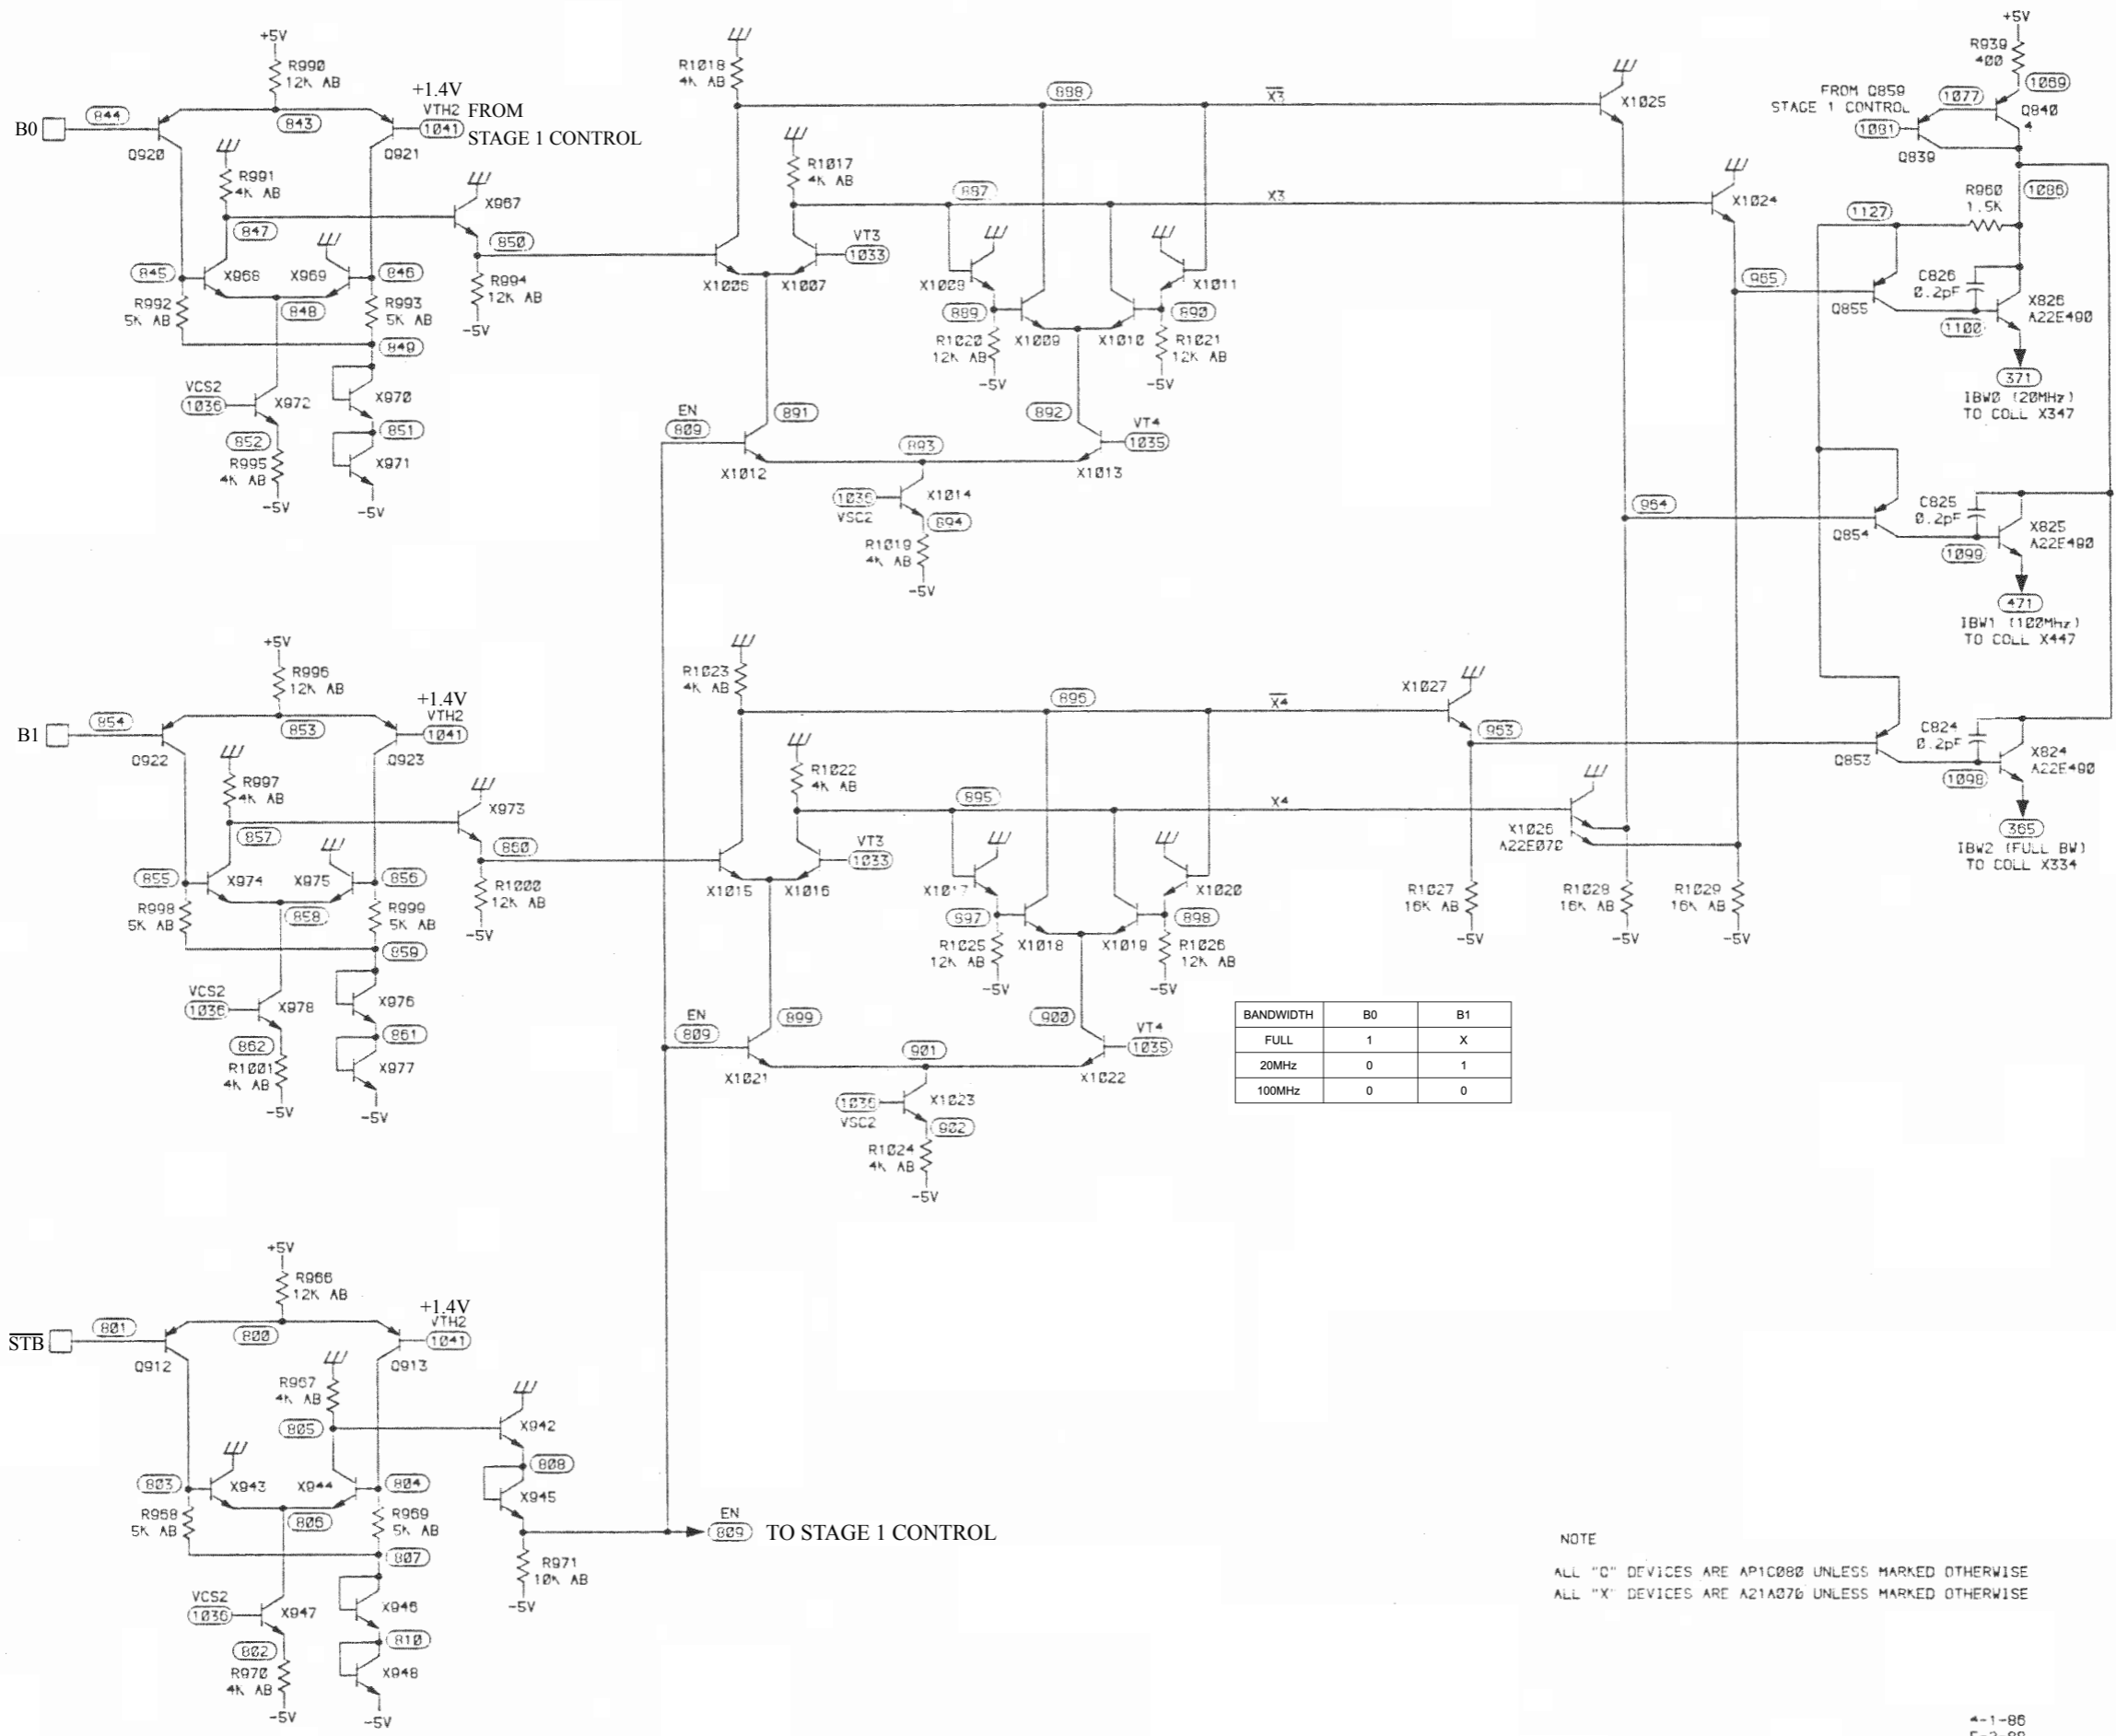 +5V
R990
12K AB
844
B0
843
+1.4V
VTH2
1041
FROM
STAGE 1 CONTROL
Q920
Q921
R991
4K AB
X967
847
850
845
X968
X969
846
R992
5K AB
R993
5K AB
848
R994
12K AB
-5V
849
VCS2
1036
X972
X970
852
851
R995
4K AB
X971
-5V
-5V
R1018
4K AB
888
X3
X1025
R1017
4K AB
887
X3
X1024
VT3
1033
X1006
X1007
X1008
X1011
889
890
R1020
12K AB
X1009
X1010
R1021
12K AB
-5V
-5V
EN
809
891
892
VT4
1035
X1012
893
X1013
1036
VSC2
X1014
894
R1019
4K AB
-5V
+5V
R939
400
1069
FROM Q859
STAGE 1 CONTROL
1077
Q840
4
1081
Q839
R960
1.5K
1086
1127
965
C826
0.2pF
Q855
X826
A22E490
1100
371
IBW0 (20MHz)
TO COLL X347
964
C825
0.2pF
Q854
X825
A22E490
1099
471
IBW1 (100MHz)
TO COLL X447
+5V
R996
12K AB
854
B1
853
+1.4V
VTH2
1041
Q922
Q923
R997
4K AB
X973
857
860
855
X974
X975
856
R998
5K AB
R999
5K AB
858
R1000
12K AB
-5V
859
VCS2
1036
X978
X976
862
861
R1001
4K AB
X977
-5V
-5V
R1023
4K AB
896
X4
X1027
963
R1022
4K AB
895
X4
X1026
A22E070
VT3
1033
X1015
X1016
X1017
X1020
897
898
R1025
12K AB
X1018
X1019
R1026
12K AB
-5V
-5V
R1027
16K AB
R1028
16K AB
R1029
16K AB
-5V
-5V
-5V
C824
0.2pF
Q853
X824
A22E490
1098
365
IBW2 (FULL BW)
TO COLL X334
EN
809
899
900
VT4
1035
X1021
901
X1022
1036
VSC2
X1023
902
R1024
4K AB
-5V
BANDWIDTH B0 B1
FULL 1 X
20MHz 0 1
100MHz 0 0
+5V
R966
12K AB
801
STB
800
+1.4V
VTH2
1041
Q912
Q913
R967
4K AB
805
X942
808
803
X943
X944
804
X945
R968
5K AB
R969
5K AB
806
807
EN
809
TO STAGE 1 CONTROL
R971
10K AB
-5V
VCS2
1036
X947
X946
802
810
R970
4K AB
X948
-5V
-5V
NOTE
ALL "Q" DEVICES ARE AP1C080 UNLESS MARKED OTHERWISE
ALL "X" DEVICES ARE A21A070 UNLESS MARKED OTHERWISE
4-1-86